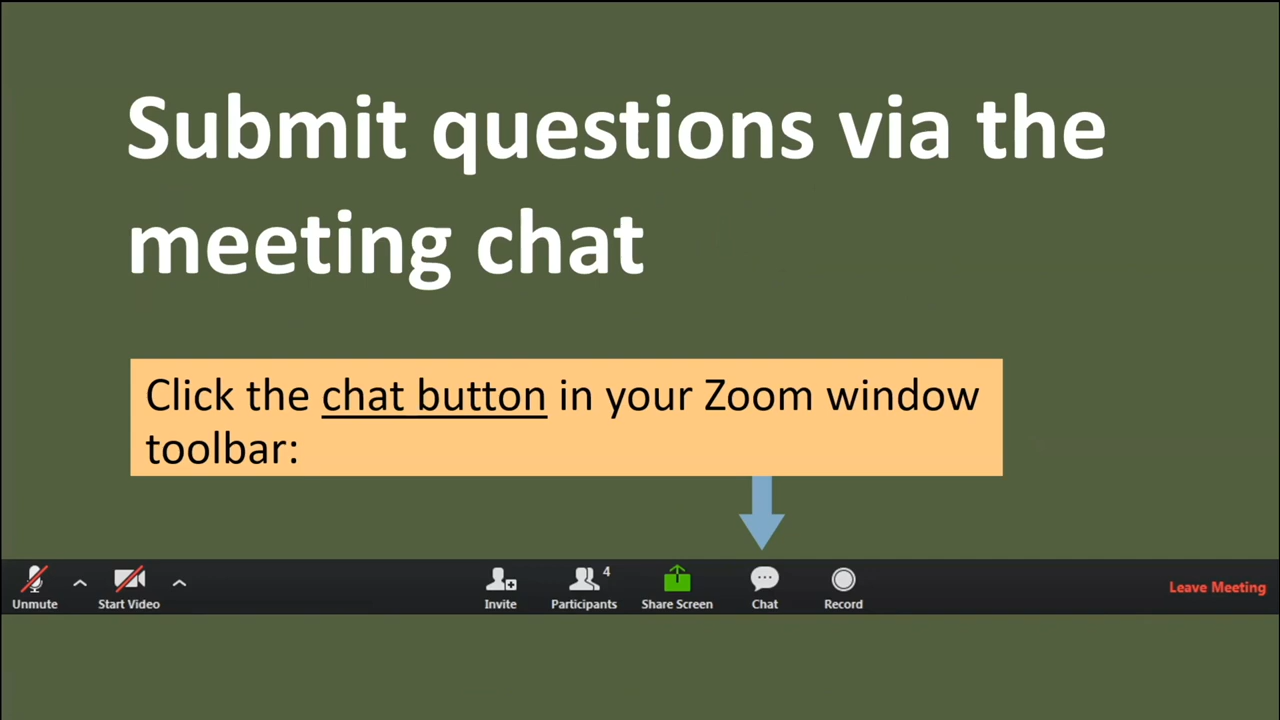 Submit questions via the
meeting chat
Click the chat button in your Zoom window
toolbar:
4
Unmute Start Video Invite Participants Share Screen Chat Record Leave Meeting